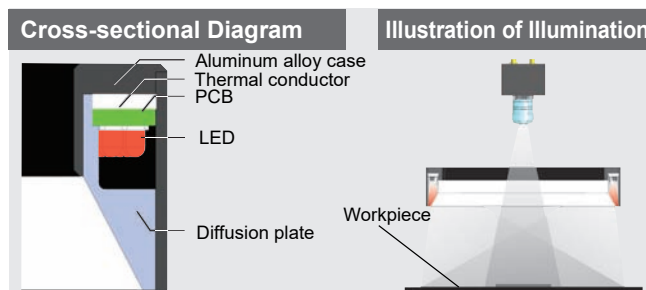 Cross-sectional Diagram
Illustration of Illumination
Aluminum alloy case
Thermal conductor
PCB
LED
Diffusion plate
Workpiece